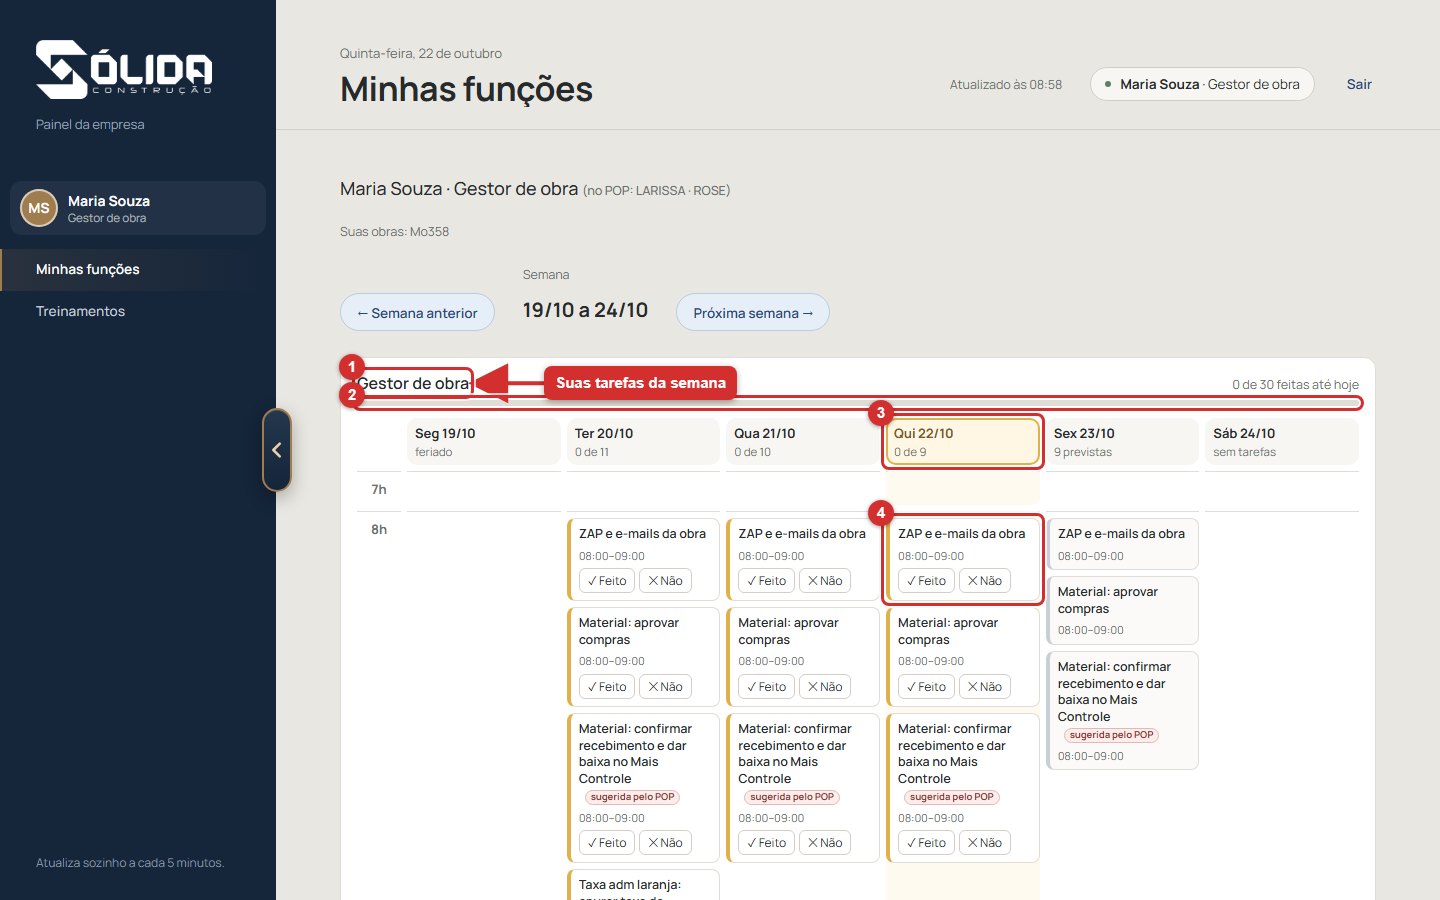 SÓLIDA
CONSTRUÇÃO
Painel da empresa
MS
Maria Souza
Gestor de obra
Minhas funções
Treinamentos
Atualiza sozinho a cada 5 minutos.
Quinta-feira, 22 de outubro
Minhas funções
Atualizado às 08:58
Maria Souza · Gestor de obra
Sair
Maria Souza · Gestor de obra (no POP: LARISSA · ROSE)
Suas obras: Mo358
← Semana anterior
Semana
19/10 a 24/10
Próxima semana →
1
Gestor de obra
Suas tarefas da semana
0 de 30 feitas até hoje
2
3
Seg 19/10
feriado
Ter 20/10
0 de 11
Qua 21/10
0 de 10
Qui 22/10
0 de 9
Sex 23/10
9 previstas
Sáb 24/10
sem tarefas
7h
8h
4
ZAP e e-mails da obra
08:00–09:00
✓ Feito
✕ Não
Material: aprovar
compras
08:00–09:00
✓ Feito
✕ Não
Material: confirmar
recebimento e dar
baixa no Mais
Controle
sugerida pelo POP
08:00–09:00
✓ Feito
✕ Não
Taxa adm laranja:
ZAP e e-mails da obra
08:00–09:00
✓ Feito
✕ Não
Material: aprovar
compras
08:00–09:00
✓ Feito
✕ Não
Material: confirmar
recebimento e dar
baixa no Mais
Controle
sugerida pelo POP
08:00–09:00
✓ Feito
✕ Não
ZAP e e-mails da obra
08:00–09:00
✓ Feito
✕ Não
Material: aprovar
compras
08:00–09:00
✓ Feito
✕ Não
Material: confirmar
recebimento e dar
baixa no Mais
Controle
sugerida pelo POP
08:00–09:00
✓ Feito
✕ Não
ZAP e e-mails da obra
08:00–09:00
Material: aprovar
compras
08:00–09:00
Material: confirmar
recebimento e dar
baixa no Mais
Controle
sugerida pelo POP
08:00–09:00